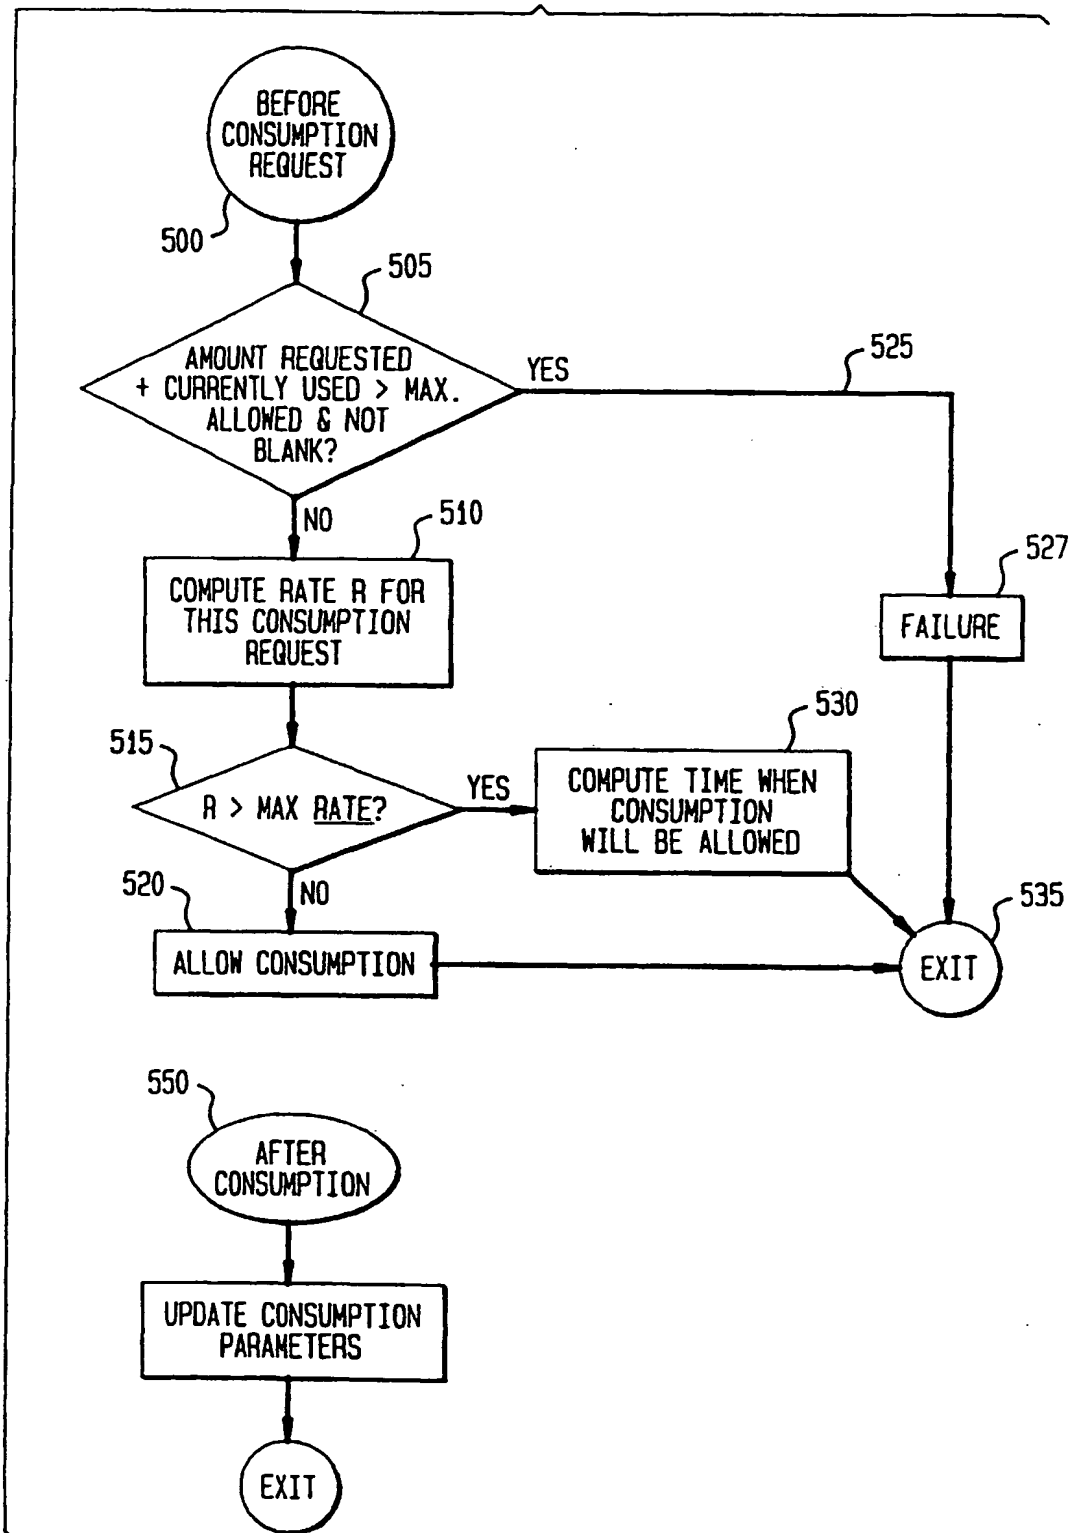 BEFORE
CONSUMPTION
REQUEST
500
505
AMOUNT REQUESTED
+ CURRENTLY USED > MAX.
ALLOWED & NOT
BLANK?
YES
525
NO
510
COMPUTE RATE R FOR
THIS CONSUMPTION
REQUEST
527
FAILURE
515
R > MAX RATE?
YES
530
COMPUTE TIME WHEN
CONSUMPTION
WILL BE ALLOWED
NO
520
ALLOW CONSUMPTION
535
EXIT
550
AFTER
CONSUMPTION
UPDATE CONSUMPTION
PARAMETERS
EXIT